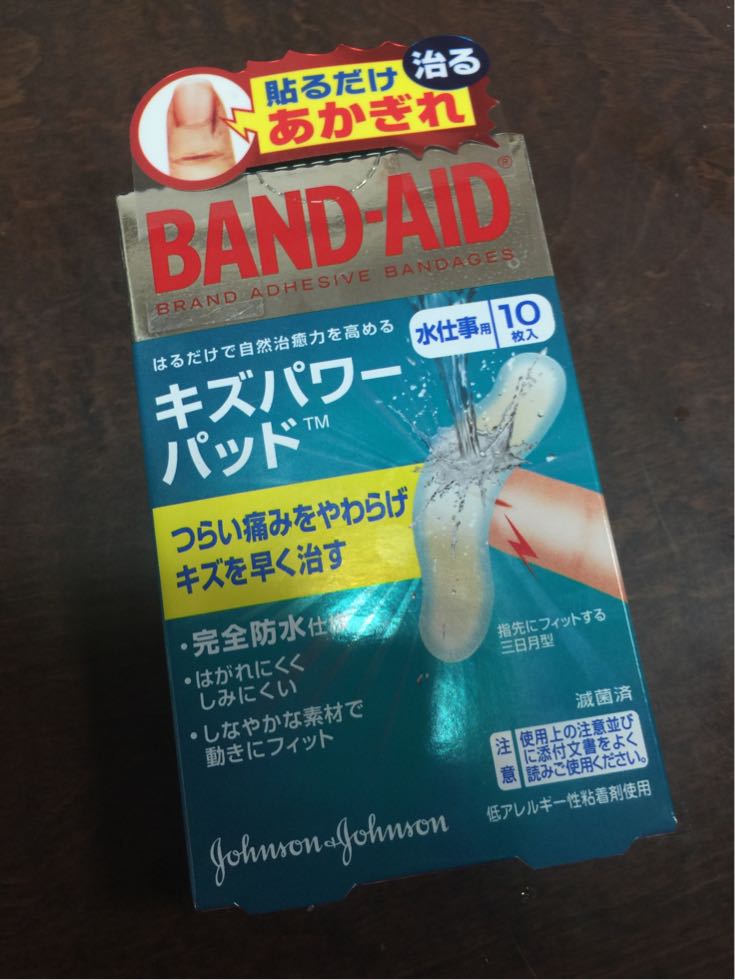 貼るだけ 治る
あかぎれ
BAND-AID®
BRAND ADHESIVE BANDAGES
はるだけで自然治癒力を高める
水仕事用 10枚入
キズパワー
パッド™
つらい痛みをやわらげ
キズを早く治す
・完全防水仕様
・はがれにくく
しみにくい
・しなやかな素材で
動きにフィット
指先にフィットする
三日月型
滅菌済
注意
使用上の注意並び
に添付文書をよく
読みご使用ください。
低アレルギー性粘着剤使用
Johnson & Johnson